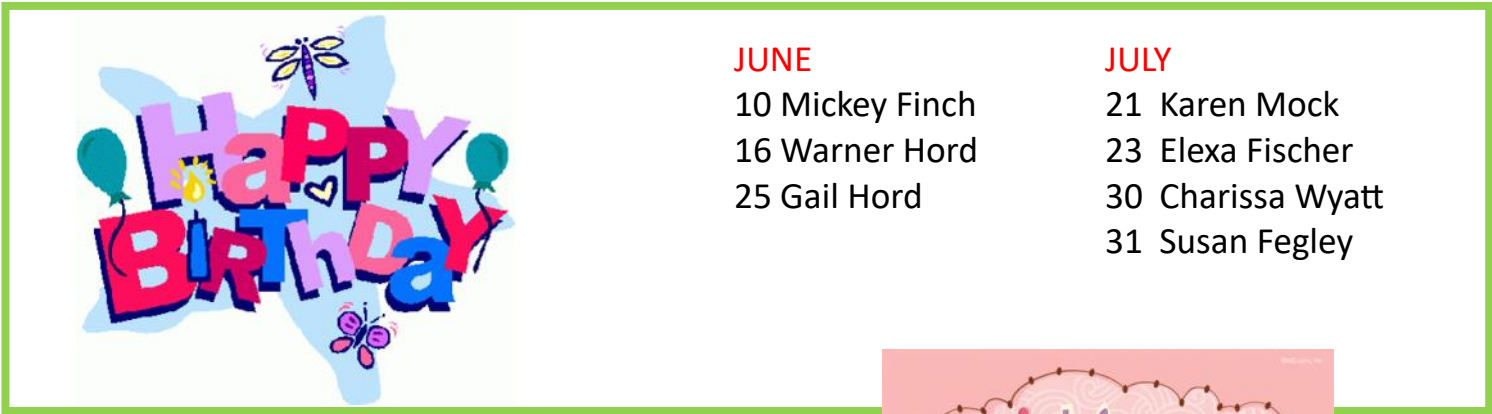 HaPPY
BIRThDaY
JUNE
10 Mickey Finch
16 Warner Hord
25 Gail Hord
JULY
21 Karen Mock
23 Elexa Fischer
30 Charissa Wyatt
31 Susan Fegley